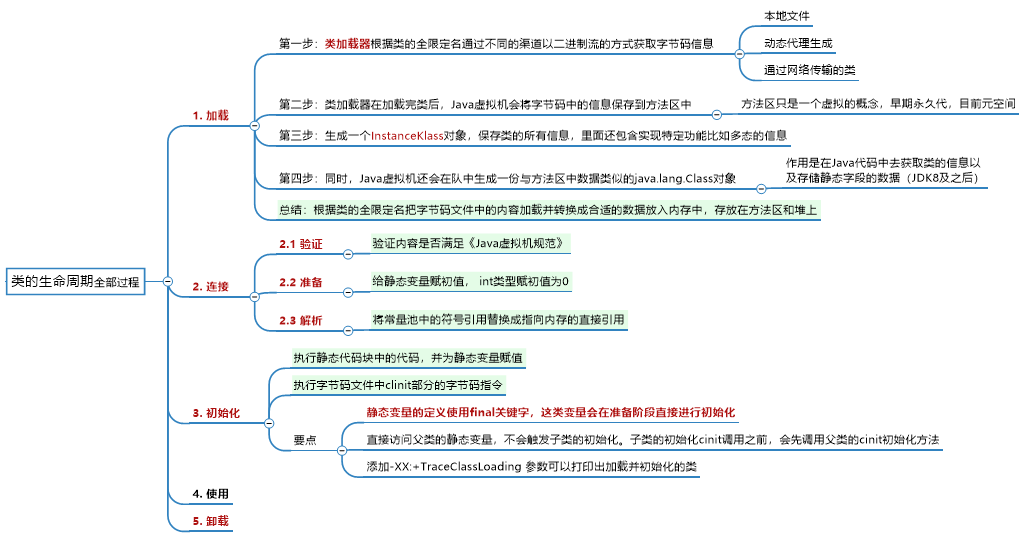 类的生命周期全部过程
1. 加载
第一步：类加载器根据类的全限定名通过不同的渠道以二进制流的方式获取字节码信息
本地文件
动态代理生成
通过网络传输的类
第二步：类加载器在加载完类后，Java虚拟机会将字节码中的信息保存到方法区中
方法区只是一个虚拟的概念，早期永久代，目前元空间
第三步：生成一个InstanceKlass对象，保存类的所有信息，里面还包含实现特定功能比如多态的信息
第四步：同时，Java虚拟机还会在队中生成一份与方法区中数据类似的java.lang.Class对象
作用是在Java代码中去获取类的信息以
及存储静态字段的数据（JDK8及之后）
总结：根据类的全限定名把字节码文件中的内容加载并转换成合适的数据放入内存中，存放在方法区和堆上
2. 连接
2.1 验证
验证内容是否满足《Java虚拟机规范》
2.2 准备
给静态变量赋初值， int类型赋初值为0
2.3 解析
将常量池中的符号引用替换成指向内存的直接引用
3. 初始化
执行静态代码块中的代码，并为静态变量赋值
执行字节码文件中clinit部分的字节码指令
要点
静态变量的定义使用final关键字，这类变量会在准备阶段直接进行初始化
直接访问父类的静态变量，不会触发子类的初始化。子类的初始化cinit调用之前，会先调用父类的cinit初始化方法
添加-XX:+TraceClassLoading 参数可以打印出加载并初始化的类
4. 使用
5. 卸载